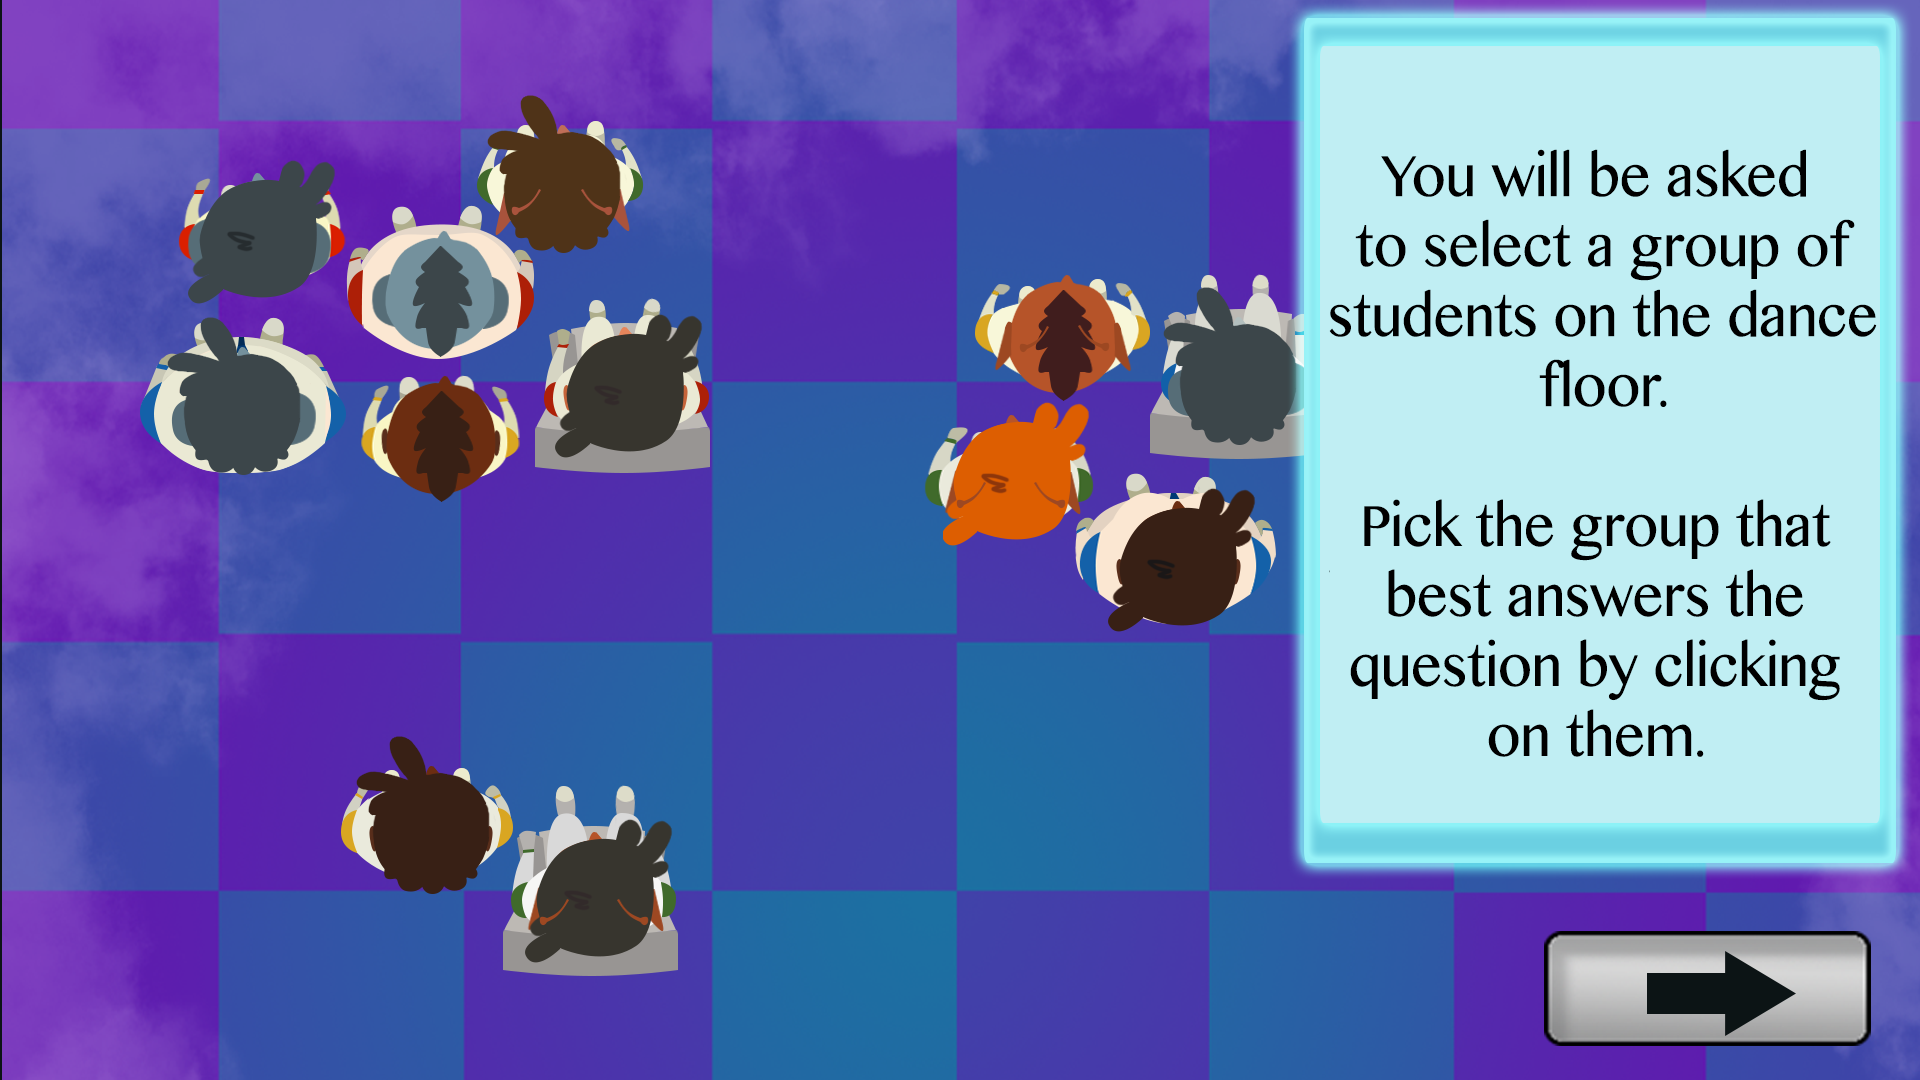 You will be asked
to select a group of
students on the dance
floor.
Pick the group that
best answers the
question by clicking
on them.